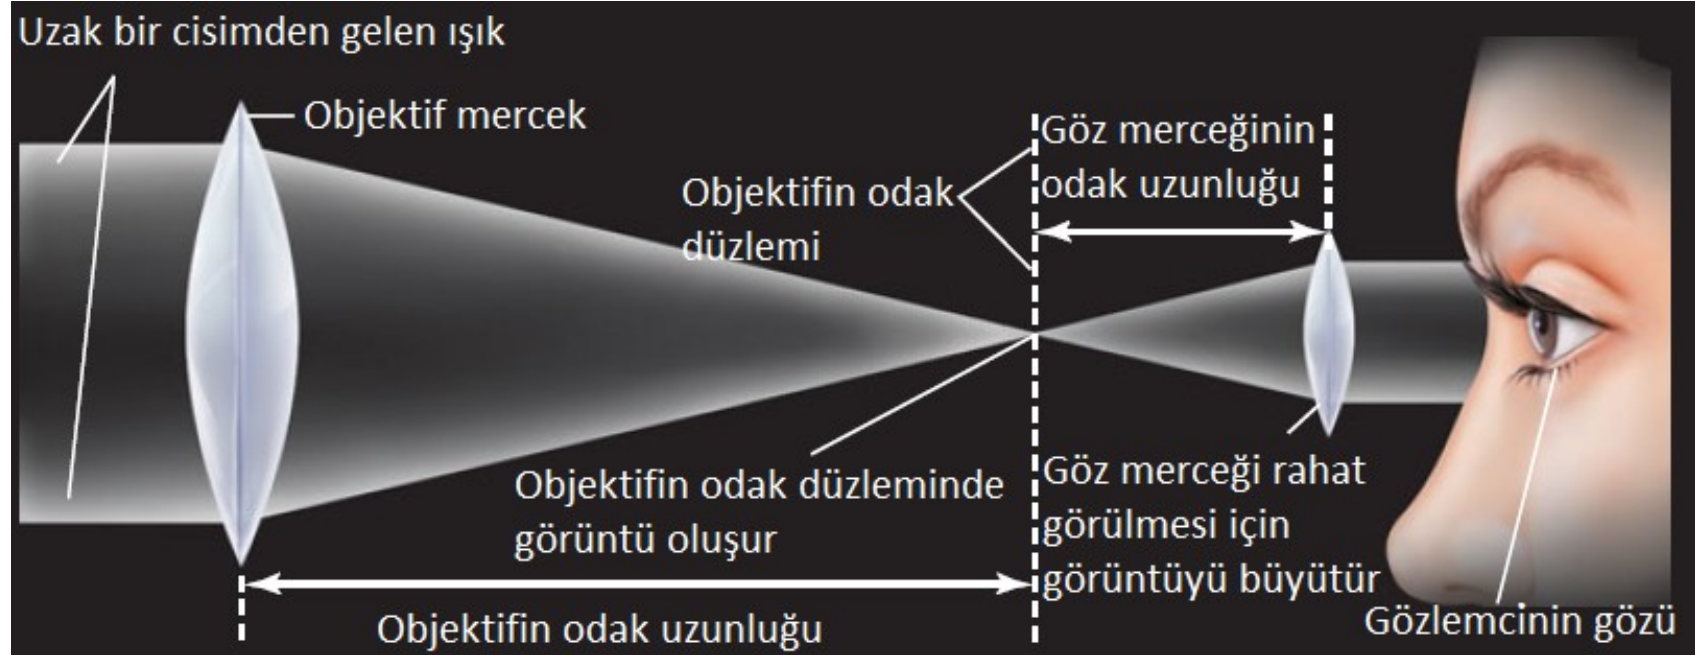 Uzak bir cisimden gelen ışık
Objektif mercek
Objektifin odak
düzlemi
Göz merceğinin
odak uzunluğu
Objektifin odak düzleminde
görüntü oluşur
Göz merceği rahat
görülmesi için
görüntüyü büyütür
Gözlemcinin gözü
Objektifin odak uzunluğu